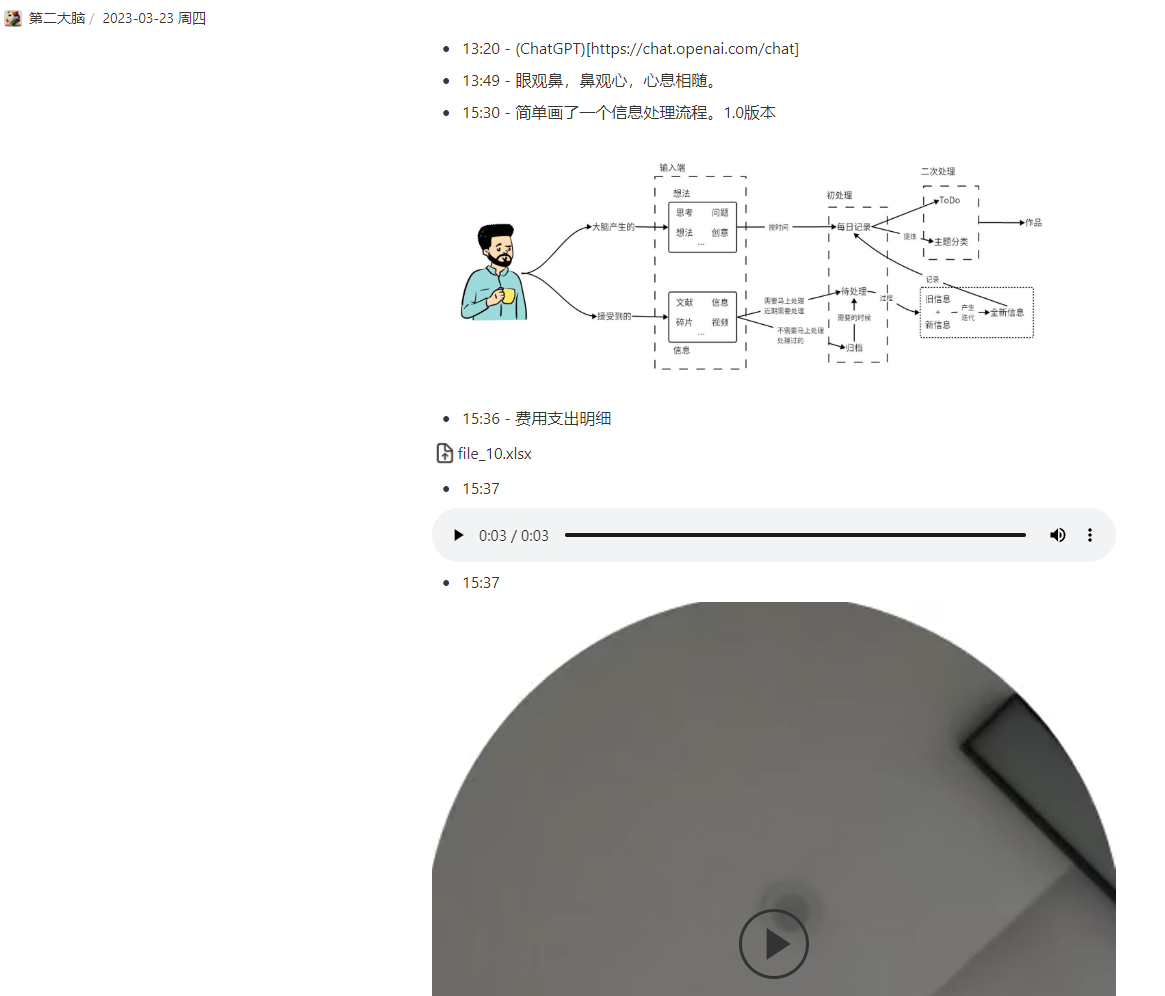 第二大脑 / 2023-03-23 周四
13:20 - (ChatGPT)[https://chat.openai.com/chat]
13:49 - 眼观鼻，鼻观心，心息相随。
15:30 - 简单画了一个信息处理流程。1.0版本
输入端
想法
思考 问题
想法 创意
...
大脑产生的
接受到的
文献 信息
碎片 视频
...
信息
按时间
需要马上处理
近期需要处理
不需要马上处理
处理过的
初处理
每日记录
待处理
需要的时候
归档
提炼
过程
二次处理
ToDo
主题分类
作品
记录
旧信息
+
新信息
产生
迭代
全新信息
15:36 - 费用支出明细
file_10.xlsx
15:37
0:03 / 0:03
15:37